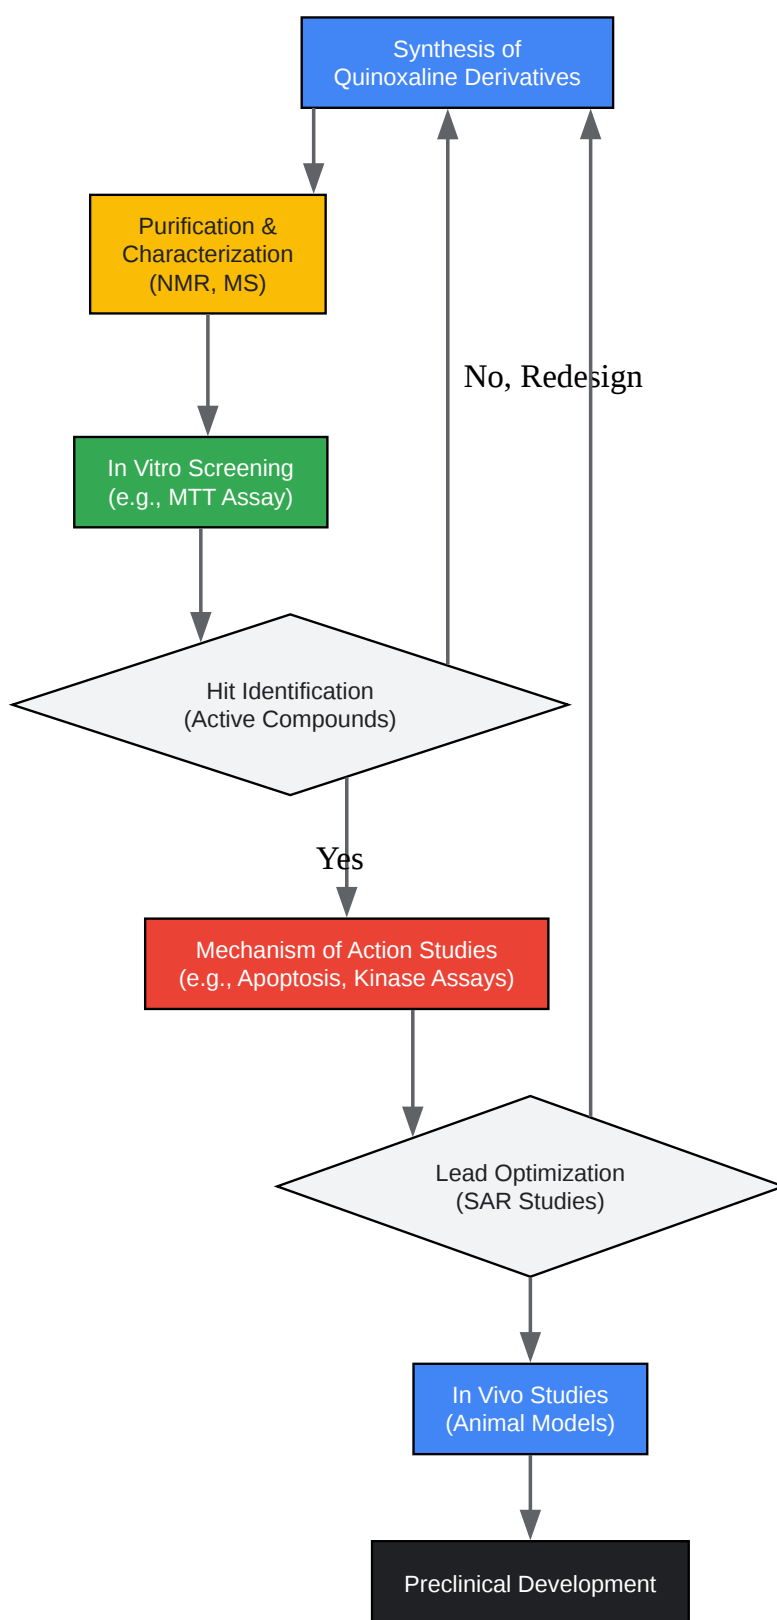 Synthesis of
Quinoxaline Derivatives
Purification &
Characterization
(NMR, MS)
No, Redesign
In Vitro Screening
(e.g., MTT Assay)
Hit Identification
(Active Compounds)
Yes
Mechanism of Action Studies
(e.g., Apoptosis, Kinase Assays)
Lead Optimization
(SAR Studies)
In Vivo Studies
(Animal Models)
Preclinical Development